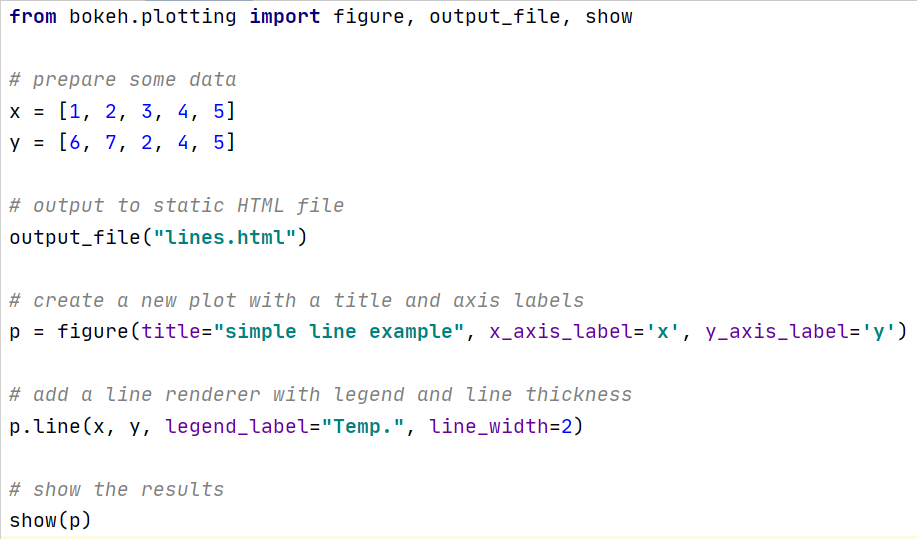 from bokeh.plotting import figure, output_file, show
# prepare some data
x = [1, 2, 3, 4, 5]
y = [6, 7, 2, 4, 5]
# output to static HTML file
output_file("lines.html")
# create a new plot with a title and axis labels
p = figure(title="simple line example", x_axis_label='x', y_axis_label='y')
# add a line renderer with legend and line thickness
p.line(x, y, legend_label="Temp.", line_width=2)
# show the results
show(p)